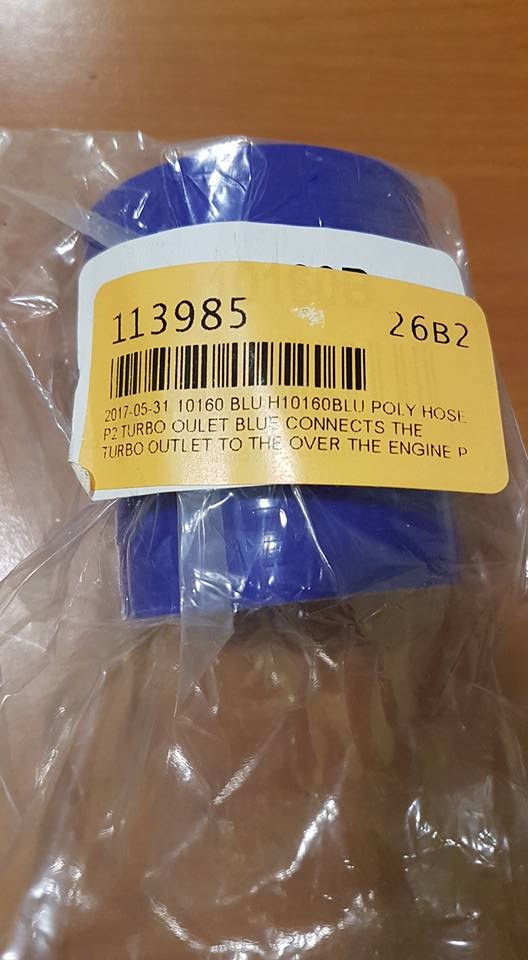 113985 26B2
2017-05-31 10160 BLU H10160BLU POLY HOSE
P2 TURBO OULET BLUE CONNECTS THE
TURBO OUTLET TO THE OVER THE ENGINE P